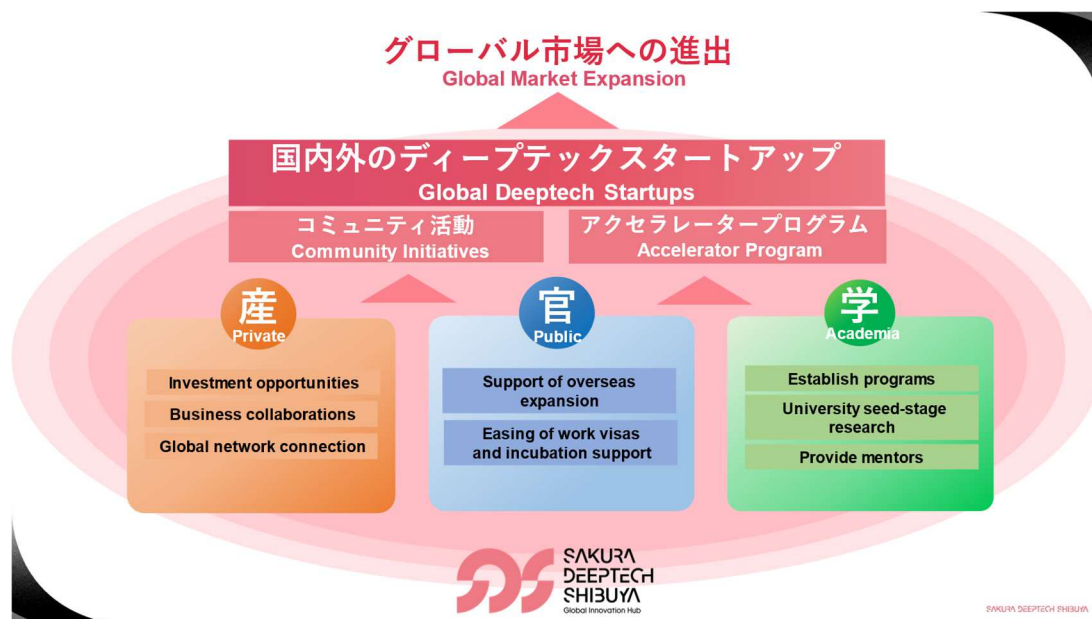 グローバル市場への進出
Global Market Expansion
国内外のディープテックスタートアップ
Global Deeptech Startups
コミュニティ活動
Community Initiatives
アクセラレータープログラム
Accelerator Program
産
Private
Investment opportunities
Business collaborations
Global network connection
官
Public
Support of overseas
expansion
Easing of work visas
and incubation support
学
Academia
Establish programs
University seed-stage
research
Provide mentors
SAKURA
DEEPTECH
SHIBUYA
Global Innovation Hub
SAKURA DEEPTECH SHIBUYA